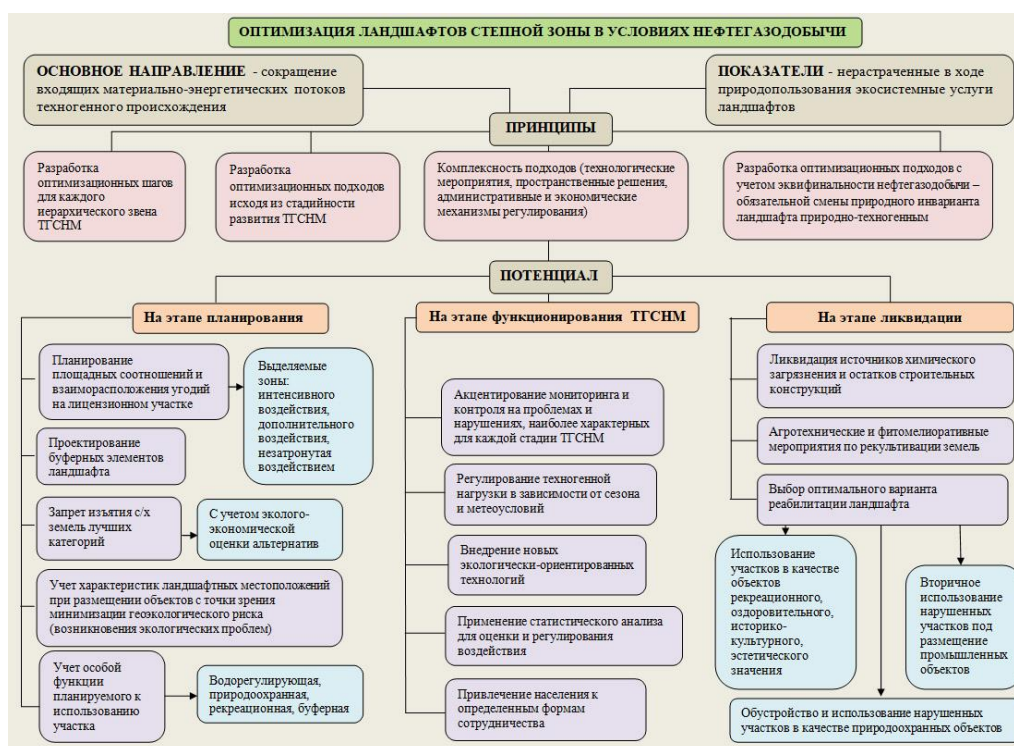 ОПТИМИЗАЦИЯ ЛАНДШАФТОВ СТЕПНОЙ ЗОНЫ В УСЛОВИЯХ НЕФТЕГАЗОДОБЫЧИ
ОСНОВНОЕ НАПРАВЛЕНИЕ - сокращение
входящих материально-энергетических потоков
техногенного происхождения
ПОКАЗАТЕЛИ - нерастраченные в ходе
природопользования экосистемные услуги
ландшафтов
ПРИНЦИПЫ
Разработка
оптимизационных шагов
для каждого
иерархического звена
ТГСНМ
Разработка
оптимизационных подходов
исходя из стадийности
развития ТГСНМ
Комплексность подходов (технологические
мероприятия, пространственные решения,
административные и экономические
механизмы регулирования)
Разработка оптимизационных подходов с
учетом эквифинальности нефтегазодобычи –
обязательной смены природного инварианта
ландшафта природно-техногенным
ПОТЕНЦИАЛ
На этапе планирования
Планирование
площадных соотношений и
взаиморасположения угодий
на лицензионном участке
Выделяемые
зоны:
интенсивного
воздействия,
дополнительного
воздействия,
незатронутая
воздействием
Проектирование
буферных элементов
ландшафта
Запрет изъятия с/х
земель лучших
категорий
С учетом эколого-
экономической
оценки альтернатив
Учет характеристик ландшафтных местоположений
при размещении объектов с точки зрения
минимизации геоэкологического риска
(возникновения экологических проблем)
Учет особой
функции
планируемого к
использованию
участка
Водорегулирующая,
природоохранная,
рекреационная, буферная
На этапе функционирования ТГСНМ
Акцентирование мониторинга и
контроля на проблемах и
нарушениях, наиболее характерных
для каждой стадии ТГСНМ
Регулирование техногенной
нагрузки в зависимости от сезона
и метеоусловий
Внедрение новых
экологически-ориентированных
технологий
Применение статистического анализа
для оценки и регулирования
воздействия
Привлечение населения к
определенным формам
сотрудничества
На этапе ликвидации
Ликвидация источников химического
загрязнения и остатков строительных
конструкций
Агротехнические и фитомелиоративные
мероприятия по рекультивации земель
Выбор оптимального варианта
реабилитации ландшафта
Использование
участков в качестве
объектов
рекреационного,
оздоровительного,
историко-
культурного,
эстетического
значения
Вторичное
использование
нарушенных
участков под
размещение
промышленных
объектов
Обустройство и использование нарушенных
участков в качестве природоохранных объектов